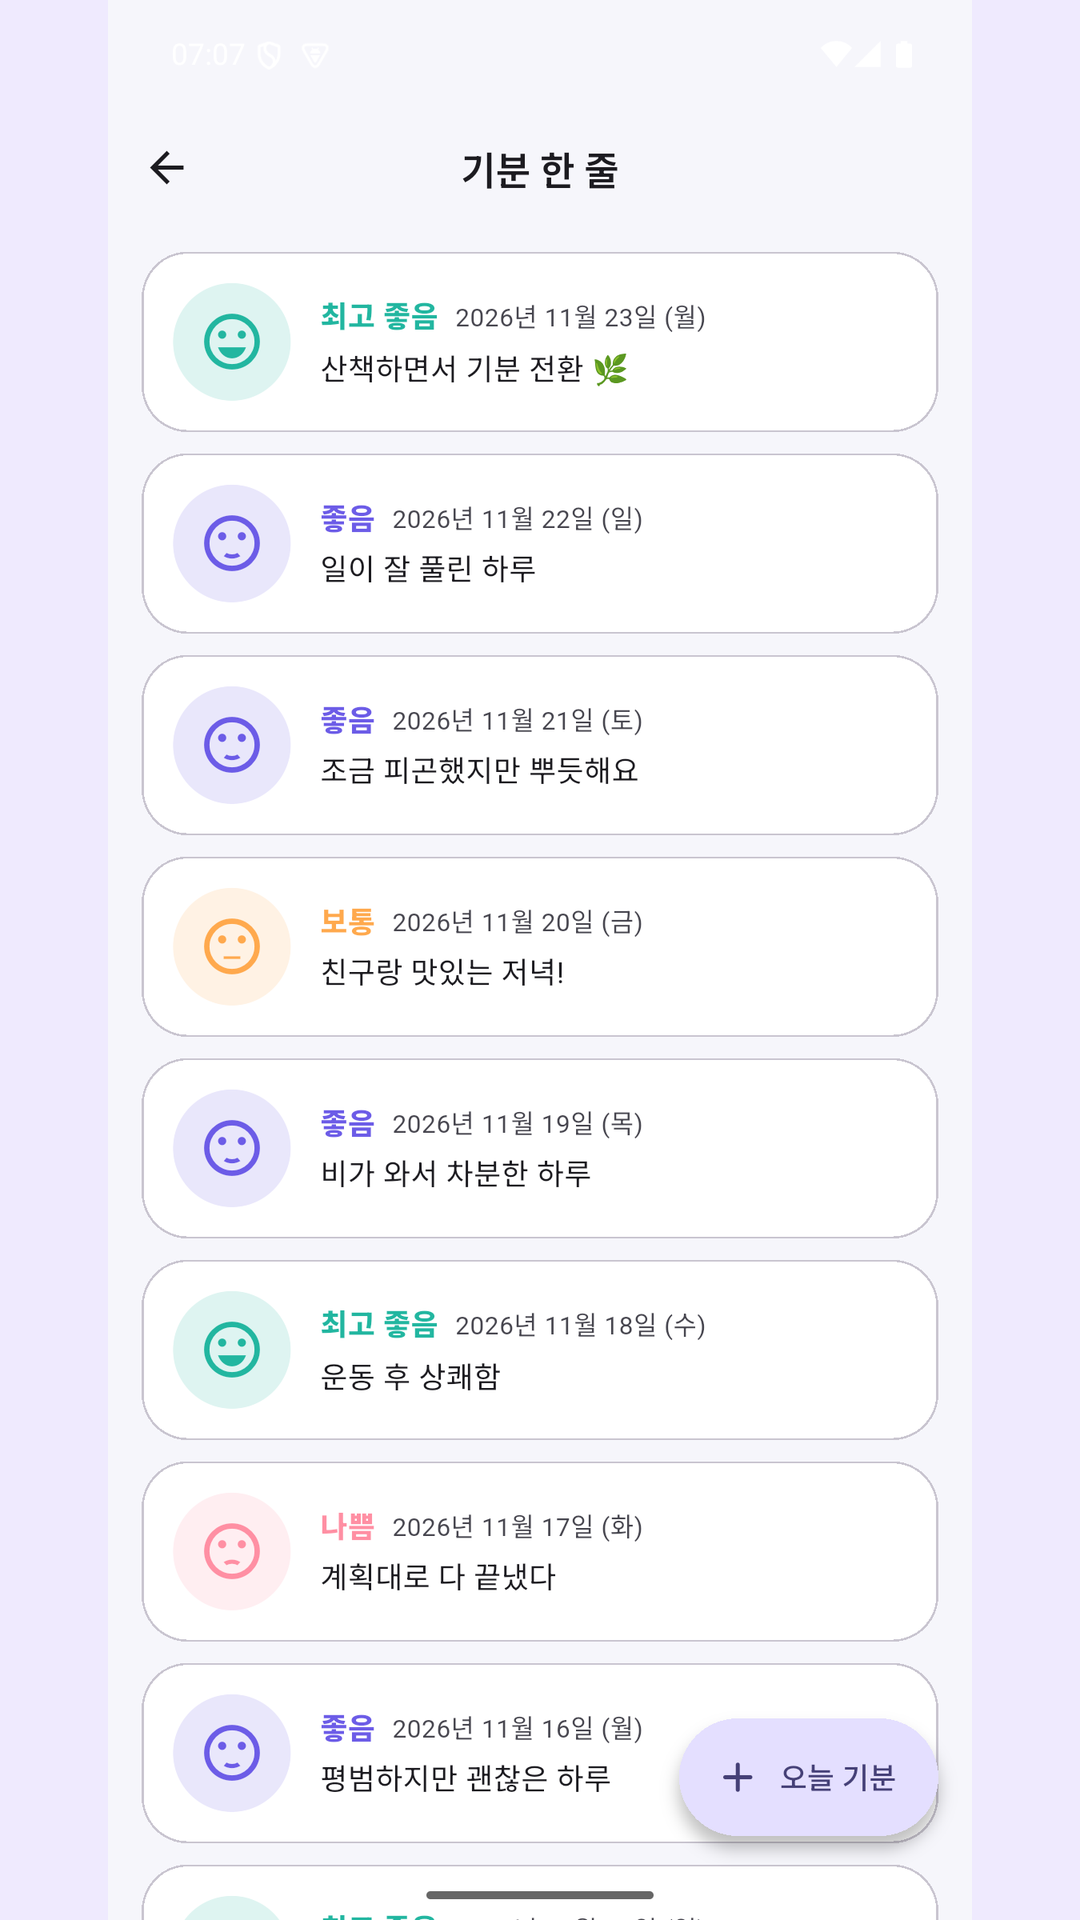 07:07
기분 한 줄
최고 좋음 2026년 11월 23일 (월)
산책하면서 기분 전환 🌿
좋음 2026년 11월 22일 (일)
일이 잘 풀린 하루
좋음 2026년 11월 21일 (토)
조금 피곤했지만 뿌듯해요
보통 2026년 11월 20일 (금)
친구랑 맛있는 저녁!
좋음 2026년 11월 19일 (목)
비가 와서 차분한 하루
최고 좋음 2026년 11월 18일 (수)
운동 후 상쾌함
나쁨 2026년 11월 17일 (화)
계획대로 다 끝냈다
좋음 2026년 11월 16일 (월)
평범하지만 괜찮은 하루
오늘 기분